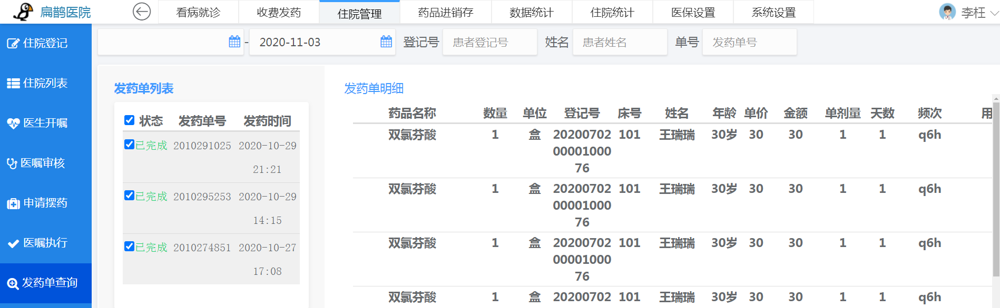 扁鹊医院 看病就诊 收费发药 住院管理 药品进销存 数据统计 住院统计 医保设置 系统设置 李枉
住院登记
住院列表
医生开嘱
医嘱审核
申请摆药
医嘱执行
发药单查询
- 2020-11-03 登记号 患者登记号 姓名 患者姓名 单号 发药单号
发药单列表
状态 发药单号 发药时间
已完成 2010291025 2020-10-29
21:21
已完成 2010295253 2020-10-29
14:15
已完成 2010274851 2020-10-27
17:08
发药单明细
药品名称 数量 单位 登记号 床号 姓名 年龄 单价 金额 单剂量 天数 频次 用
双氯芬酸 1 盒 20200702 101 王瑞瑞 30岁 30 30 1 1 q6h
00001000
76
双氯芬酸 1 盒 20200702 101 王瑞瑞 30岁 30 30 1 1 q6h
00001000
76
双氯芬酸 1 盒 20200702 101 王瑞瑞 30岁 30 30 1 1 q6h
00001000
76
双氯芬酸 1 盒 20200702 101 王瑞瑞 30岁 30 30 1 1 q6h